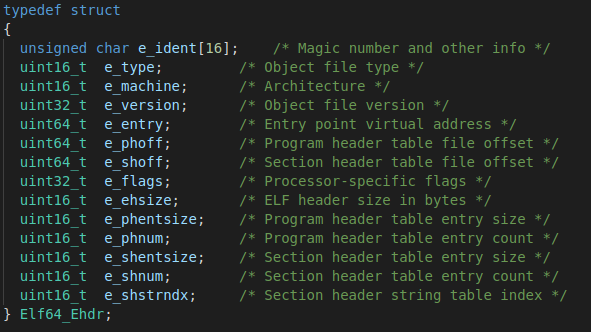 typedef struct
{
  unsigned char e_ident[16];    /* Magic number and other info */
  uint16_t  e_type;         /* Object file type */
  uint16_t  e_machine;      /* Architecture */
  uint32_t  e_version;      /* Object file version */
  uint64_t  e_entry;        /* Entry point virtual address */
  uint64_t  e_phoff;        /* Program header table file offset */
  uint64_t  e_shoff;        /* Section header table file offset */
  uint32_t  e_flags;        /* Processor-specific flags */
  uint16_t  e_ehsize;       /* ELF header size in bytes */
  uint16_t  e_phentsize;    /* Program header table entry size */
  uint16_t  e_phnum;        /* Program header table entry count */
  uint16_t  e_shentsize;    /* Section header table entry size */
  uint16_t  e_shnum;        /* Section header table entry count */
  uint16_t  e_shstrndx;     /* Section header string table index */
} Elf64_Ehdr;